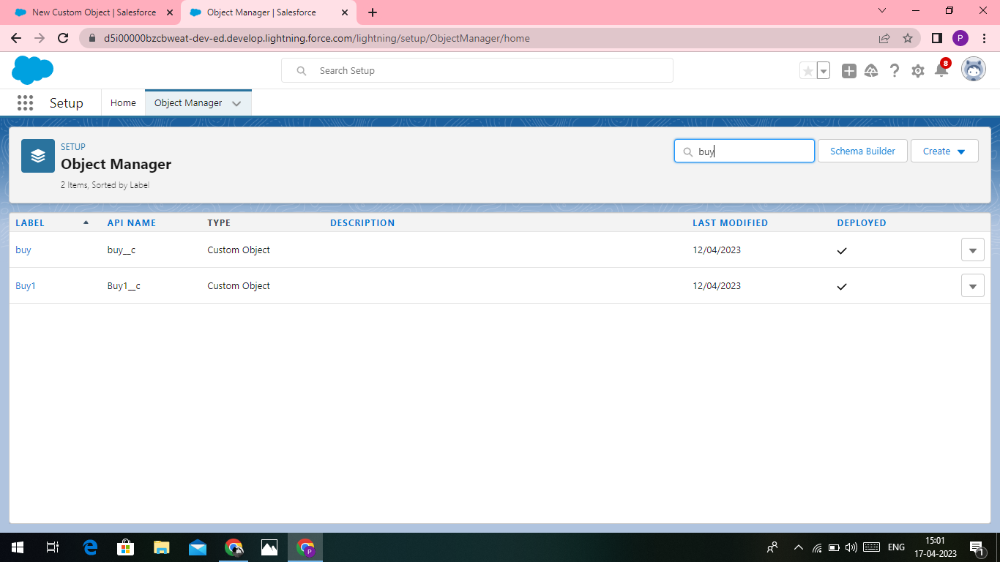 New Custom Object | Salesforce
Object Manager | Salesforce
d5i00000bzcbweat-dev-ed.develop.lightning.force.com/lightning/setup/ObjectManager/home
P
Search Setup
8
Setup
Home
Object Manager
SETUP
Object Manager
2 Items, Sorted by Label
buy
Schema Builder
Create
LABEL API NAME TYPE DESCRIPTION LAST MODIFIED DEPLOYED
buy buy__c Custom Object 12/04/2023
Buy1 Buy1__c Custom Object 12/04/2023
P
ENG
15:01
17-04-2023
1